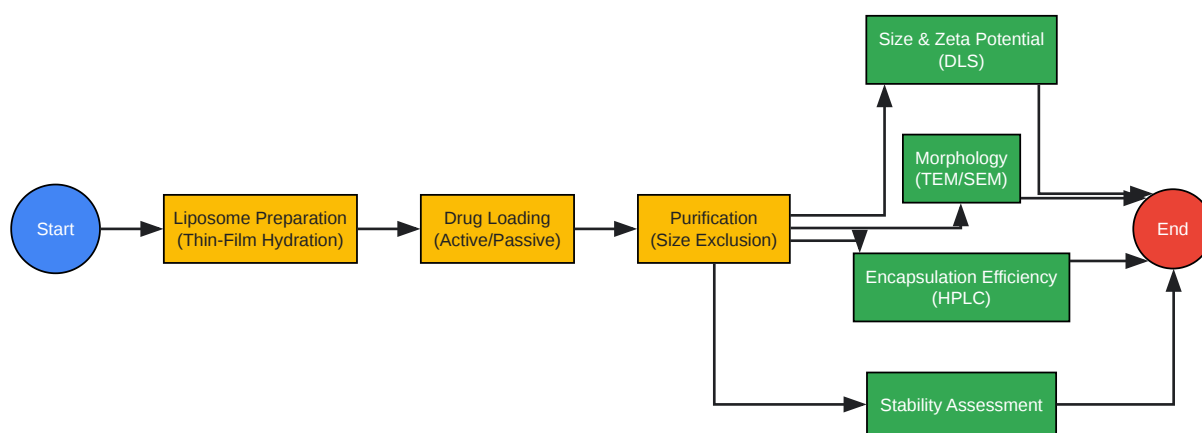 Start
Liposome Preparation
(Thin-Film Hydration)
Drug Loading
(Active/Passive)
Purification
(Size Exclusion)
Size & Zeta Potential
(DLS)
Morphology
(TEM/SEM)
Encapsulation Efficiency
(HPLC)
Stability Assessment
End